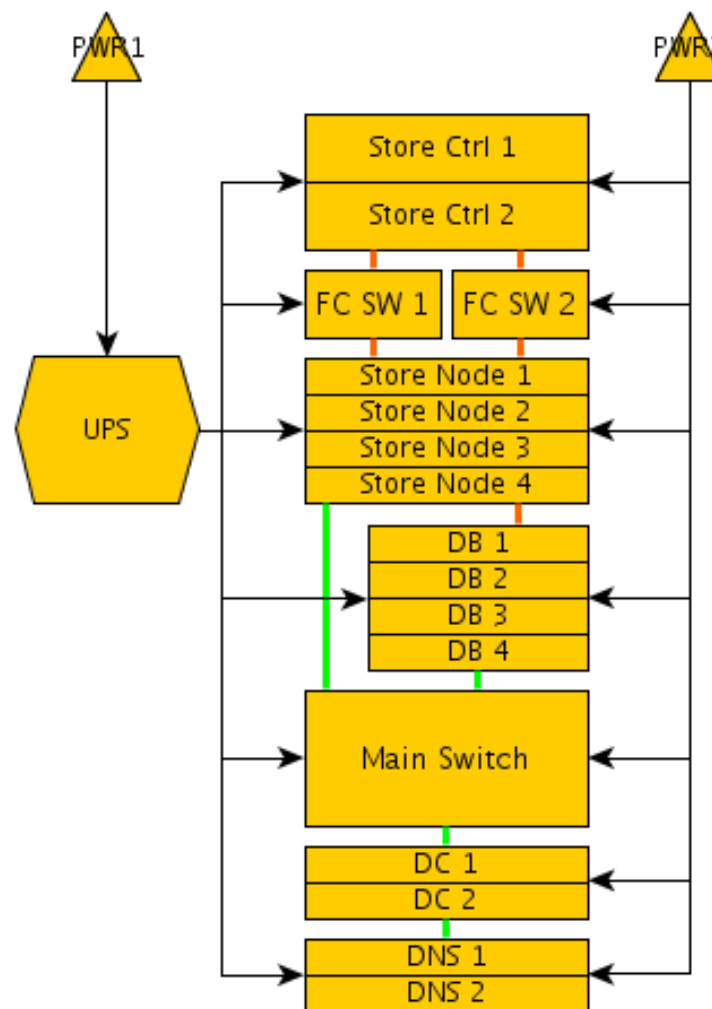 PWR1
PWR
Store Ctrl 1
Store Ctrl 2
FC SW 1
FC SW 2
Store Node 1
Store Node 2
Store Node 3
Store Node 4
UPS
DB 1
DB 2
DB 3
DB 4
Main Switch
DC 1
DC 2
DNS 1
DNS 2